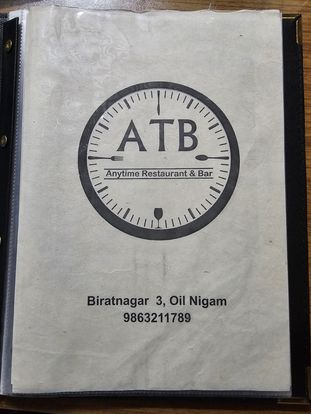 ATB
Anytime Restaurant & Bar
Biratnagar 3, Oil Nigam
9863211789